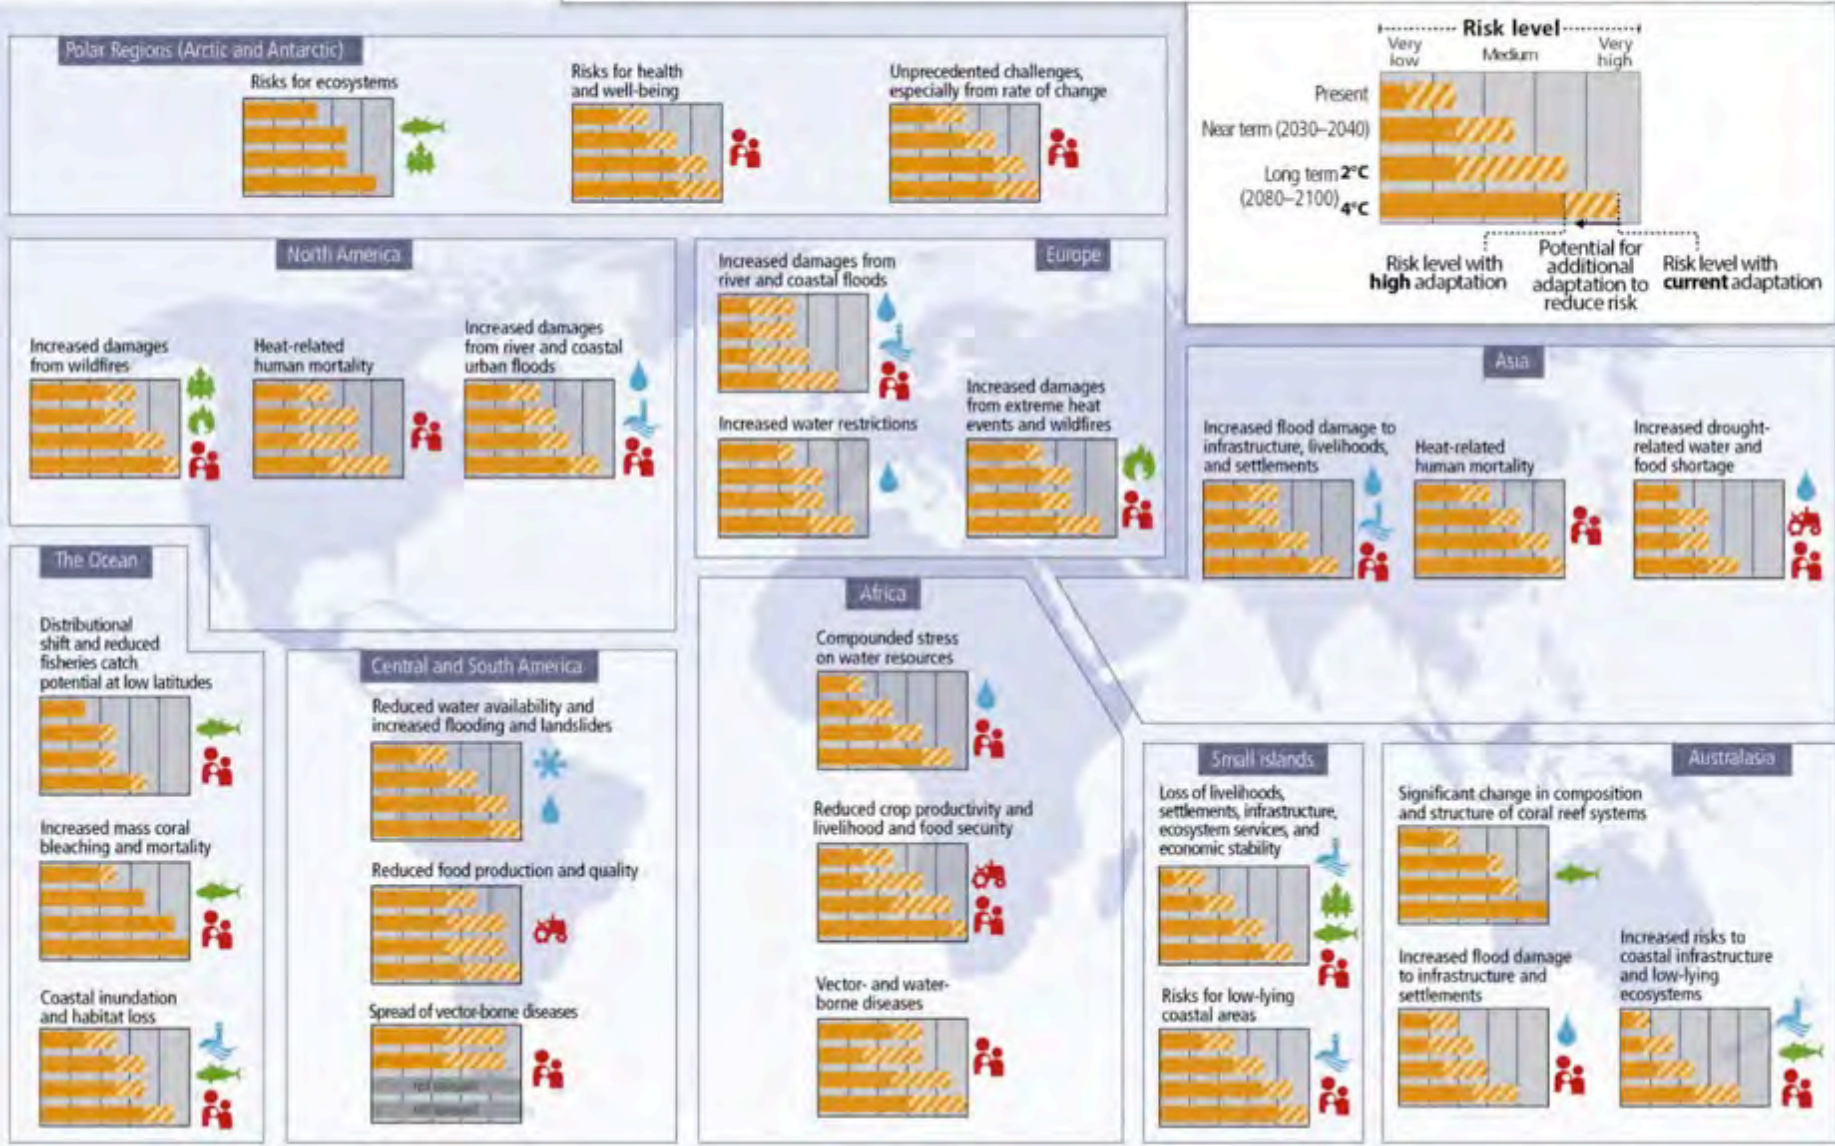 Polar Regions (Arctic and Antarctic)
Risks for ecosystems
Risks for health
and well-being
Unprecedented challenges,
especially from rate of change
Risk level
Very
low
Medium
Very
high
Present
Near term (2030–2040)
Long term 2°C
(2080–2100) 4°C
Risk level with
high adaptation
Potential for
additional
adaptation to
reduce risk
Risk level with
current adaptation
North America
Increased damages
from wildfires
Heat-related
human mortality
Increased damages
from river and coastal
urban floods
Europe
Increased damages from
river and coastal floods
Increased water restrictions
Increased damages
from extreme heat
events and wildfires
Asia
Increased flood damage to
infrastructure, livelihoods,
and settlements
Heat-related
human mortality
Increased drought-
related water and
food shortage
The Ocean
Distributional
shift and reduced
fisheries catch
potential at low latitudes
Increased mass coral
bleaching and mortality
Coastal inundation
and habitat loss
Central and South America
Reduced water availability and
increased flooding and landslides
Reduced food production and quality
Spread of vector-borne diseases
Africa
Compounded stress
on water resources
Reduced crop productivity and
livelihood and food security
Vector- and water-
borne diseases
Small islands
Loss of livelihoods,
settlements, infrastructure,
ecosystem services, and
economic stability
Risks for low-lying
coastal areas
Australasia
Significant change in composition
and structure of coral reef systems
Increased flood damage
to infrastructure and
settlements
Increased risks to
coastal infrastructure
and low-lying
ecosystems